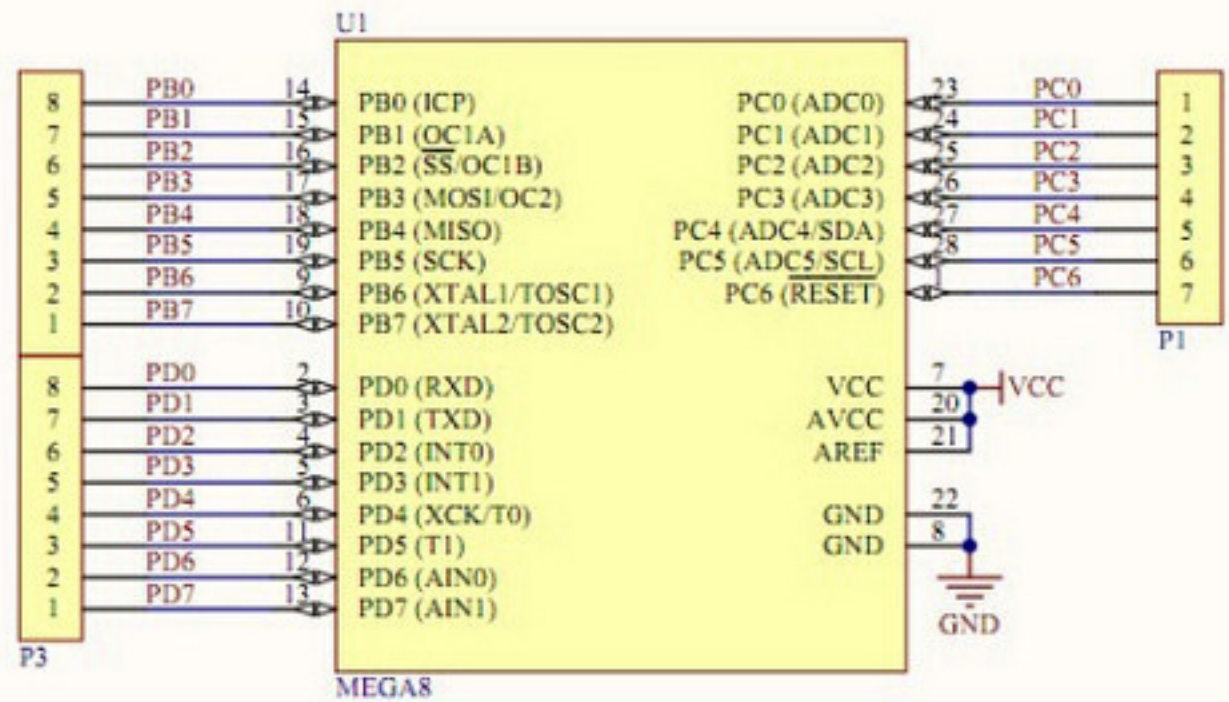 U1
8 PB0 14 PB0 (ICP) PC0 (ADC0) 23 PC0 1
7 PB1 15 PB1 (OC1A) PC1 (ADC1) 24 PC1 2
6 PB2 16 PB2 (SS/OC1B) PC2 (ADC2) 25 PC2 3
5 PB3 17 PB3 (MOSI/OC2) PC3 (ADC3) 26 PC3 4
4 PB4 18 PB4 (MISO) PC4 (ADC4/SDA) 27 PC4 5
3 PB5 19 PB5 (SCK) PC5 (ADC5/SCL) 28 PC5 6
2 PB6 9 PB6 (XTAL1/TOSC1) PC6 (RESET) 1 PC6 7
1 PB7 10 PB7 (XTAL2/TOSC2)
P1
8 PD0 2 PD0 (RXD) VCC 7 VCC
7 PD1 3 PD1 (TXD) AVCC 20
6 PD2 4 PD2 (INT0) AREF 21
5 PD3 5 PD3 (INT1)
4 PD4 6 PD4 (XCK/T0) GND 22
3 PD5 11 PD5 (T1) GND 8
2 PD6 12 PD6 (AIN0)
1 PD7 13 PD7 (AIN1)
GND
P3
MEGA8